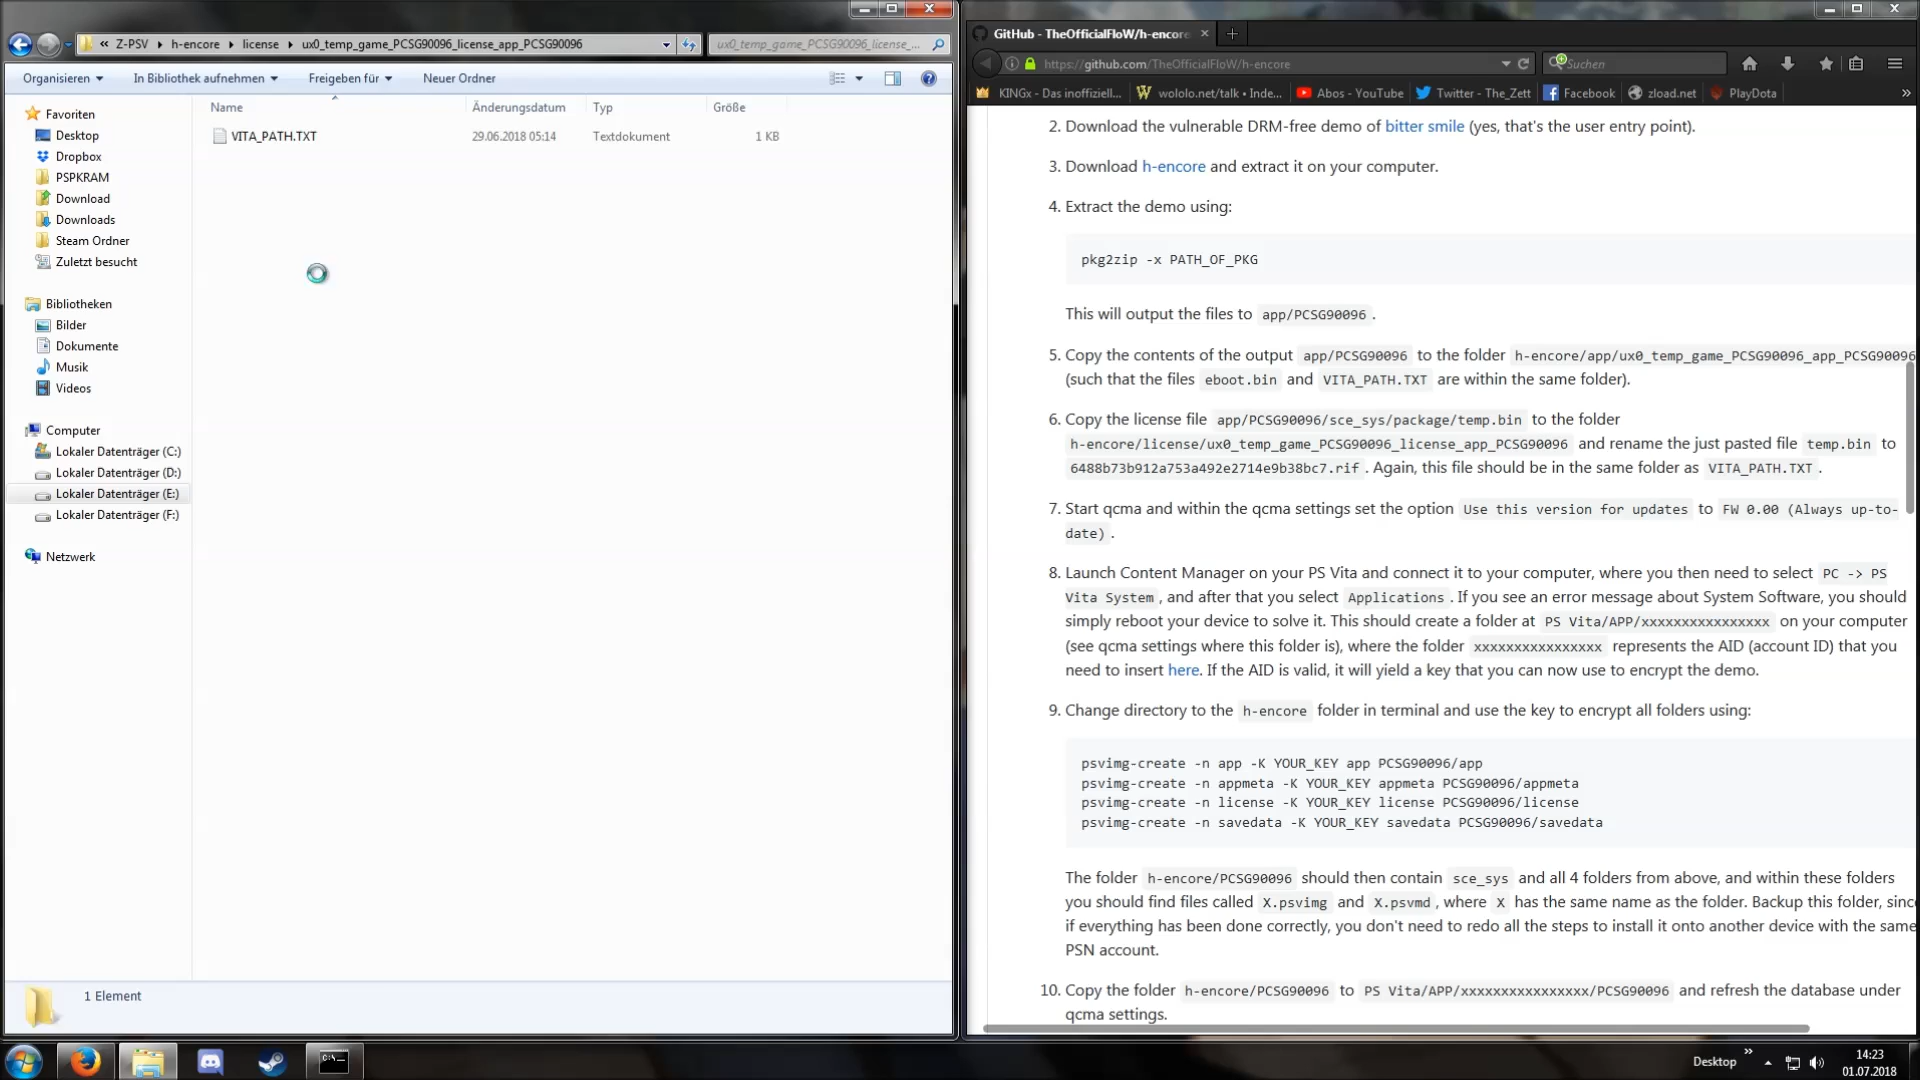 « Z-PSV ▸ h-encore ▸ license ▸ ux0_temp_game_PCSG90096_license_app_PCSG90096
ux0_temp_game_PCSG90096_license_...
Organisieren
In Bibliothek aufnehmen
Freigeben für
Neuer Ordner
Name
Änderungsdatum
Typ
Größe
VITA_PATH.TXT
29.06.2018 05:14
Textdokument
1 KB
Favoriten
Desktop
Dropbox
PSPKRAM
Download
Downloads
Steam Ordner
Zuletzt besucht
Bibliotheken
Bilder
Dokumente
Musik
Videos
Computer
Lokaler Datenträger (C:)
Lokaler Datenträger (D:)
Lokaler Datenträger (E:)
Lokaler Datenträger (F:)
Netzwerk
1 Element
GitHub - TheOfficialFloW/h-encore
https://github.com/TheOfficialFloW/h-encore
Suchen
KINGx - Das inoffiziell...
wololo.net/talk • Inde...
Abos - YouTube
Twitter - The_Zett
Facebook
zload.net
PlayDota
»
2. Download the vulnerable DRM-free demo of bitter smile (yes, that's the user entry point).
3. Download h-encore and extract it on your computer.
4. Extract the demo using:
pkg2zip -x PATH_OF_PKG
This will output the files to app/PCSG90096 .
5. Copy the contents of the output app/PCSG90096 to the folder h-encore/app/ux0_temp_game_PCSG90096_app_PCSG90096
(such that the files eboot.bin and VITA_PATH.TXT are within the same folder).
6. Copy the license file app/PCSG90096/sce_sys/package/temp.bin to the folder
h-encore/license/ux0_temp_game_PCSG90096_license_app_PCSG90096 and rename the just pasted file temp.bin to
6488b73b912a753a492e2714e9b38bc7.rif . Again, this file should be in the same folder as VITA_PATH.TXT .
7. Start qcma and within the qcma settings set the option Use this version for updates to FW 0.00 (Always up-to-
date) .
8. Launch Content Manager on your PS Vita and connect it to your computer, where you then need to select PC -> PS
Vita System , and after that you select Applications . If you see an error message about System Software, you should
simply reboot your device to solve it. This should create a folder at PS Vita/APP/xxxxxxxxxxxxxxxx on your computer
(see qcma settings where this folder is), where the folder xxxxxxxxxxxxxxxx represents the AID (account ID) that you
need to insert here. If the AID is valid, it will yield a key that you can now use to encrypt the demo.
9. Change directory to the h-encore folder in terminal and use the key to encrypt all folders using:
psvimg-create -n app -K YOUR_KEY app PCSG90096/app
psvimg-create -n appmeta -K YOUR_KEY appmeta PCSG90096/appmeta
psvimg-create -n license -K YOUR_KEY license PCSG90096/license
psvimg-create -n savedata -K YOUR_KEY savedata PCSG90096/savedata
The folder h-encore/PCSG90096 should then contain sce_sys and all 4 folders from above, and within these folders
you should find files called X.psvimg and X.psvmd , where X has the same name as the folder. Backup this folder, sinc
if everything has been done correctly, you don't need to redo all the steps to install it onto another device with the same
PSN account.
10. Copy the folder h-encore/PCSG90096 to PS Vita/APP/xxxxxxxxxxxxxxxx/PCSG90096 and refresh the database under
qcma settings.
Desktop »
14:23
01.07.2018